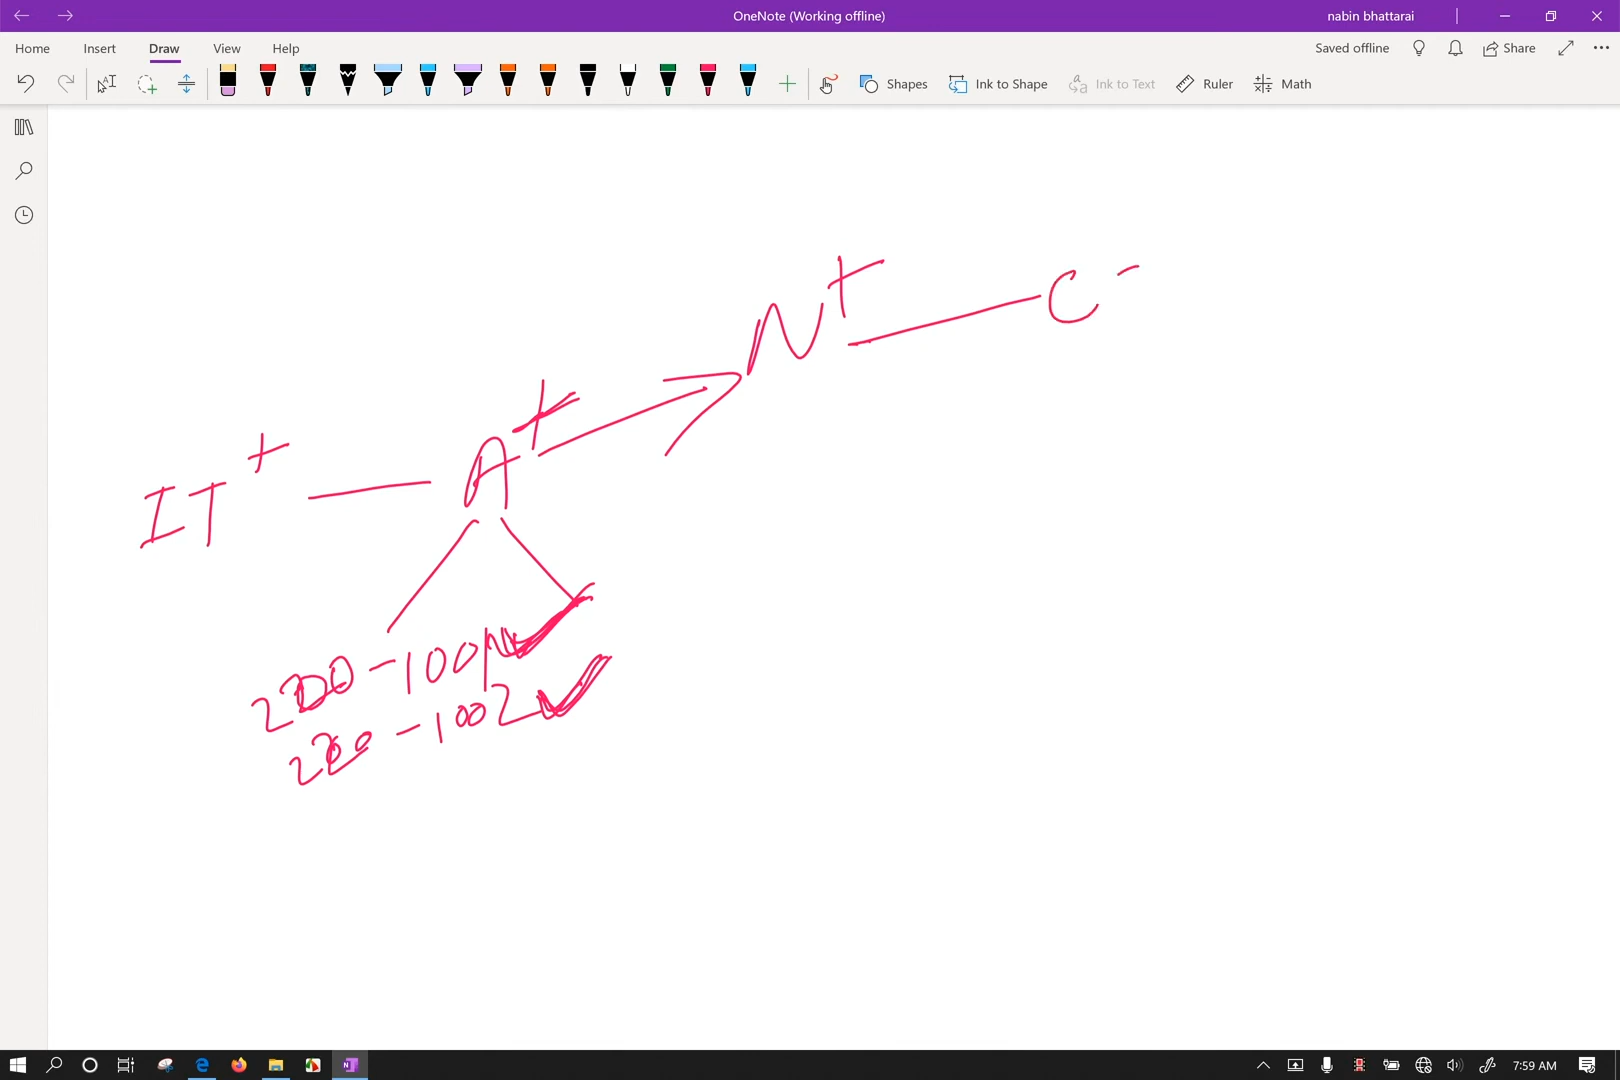 OneNote (Working offline)
nabin bhattarai
Home Insert Draw View Help
Saved offline
Share
Shapes Ink to Shape Ink to Text Ruler Math
N+ C -
A+
IT+
220-1001
220-1002
7:59 AM